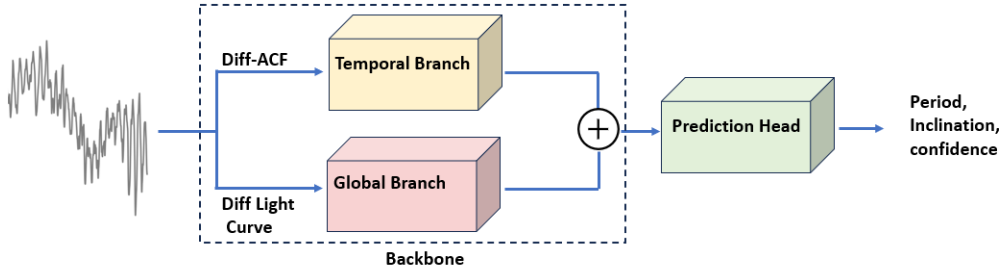 Diff-ACF
Temporal Branch
Global Branch
Diff Light
Curve
+
Prediction Head
Period,
Inclination,
confidence
Backbone